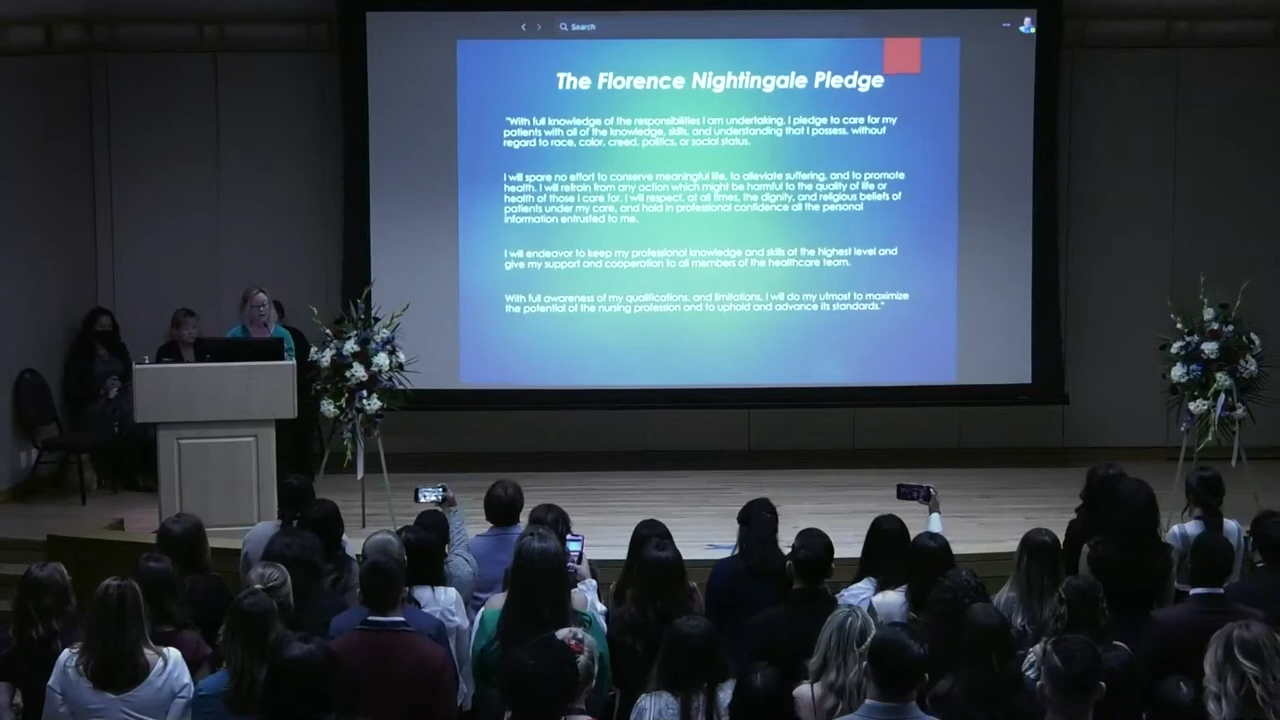 Search
The Florence Nightingale Pledge
"With full knowledge of the responsibilities I am undertaking, I pledge to care for my
patients with all of the knowledge, skills, and understanding that I possess, without
regard to race, color, creed, politics, or social status.
I will spare no effort to conserve meaningful life, to alleviate suffering, and to promote
health. I will refrain from any action which might be harmful to the quality of life or
health of those I care for. I will respect, at all times, the dignity, and religious beliefs of
patients under my care, and hold in professional confidence all the personal
information entrusted to me.
I will endeavor to keep my professional knowledge and skills at the highest level and
give my support and cooperation to all members of the healthcare team.
With full awareness of my qualifications, and limitations, I will do my utmost to maximize
the potential of the nursing profession and to uphold and advance its standards."